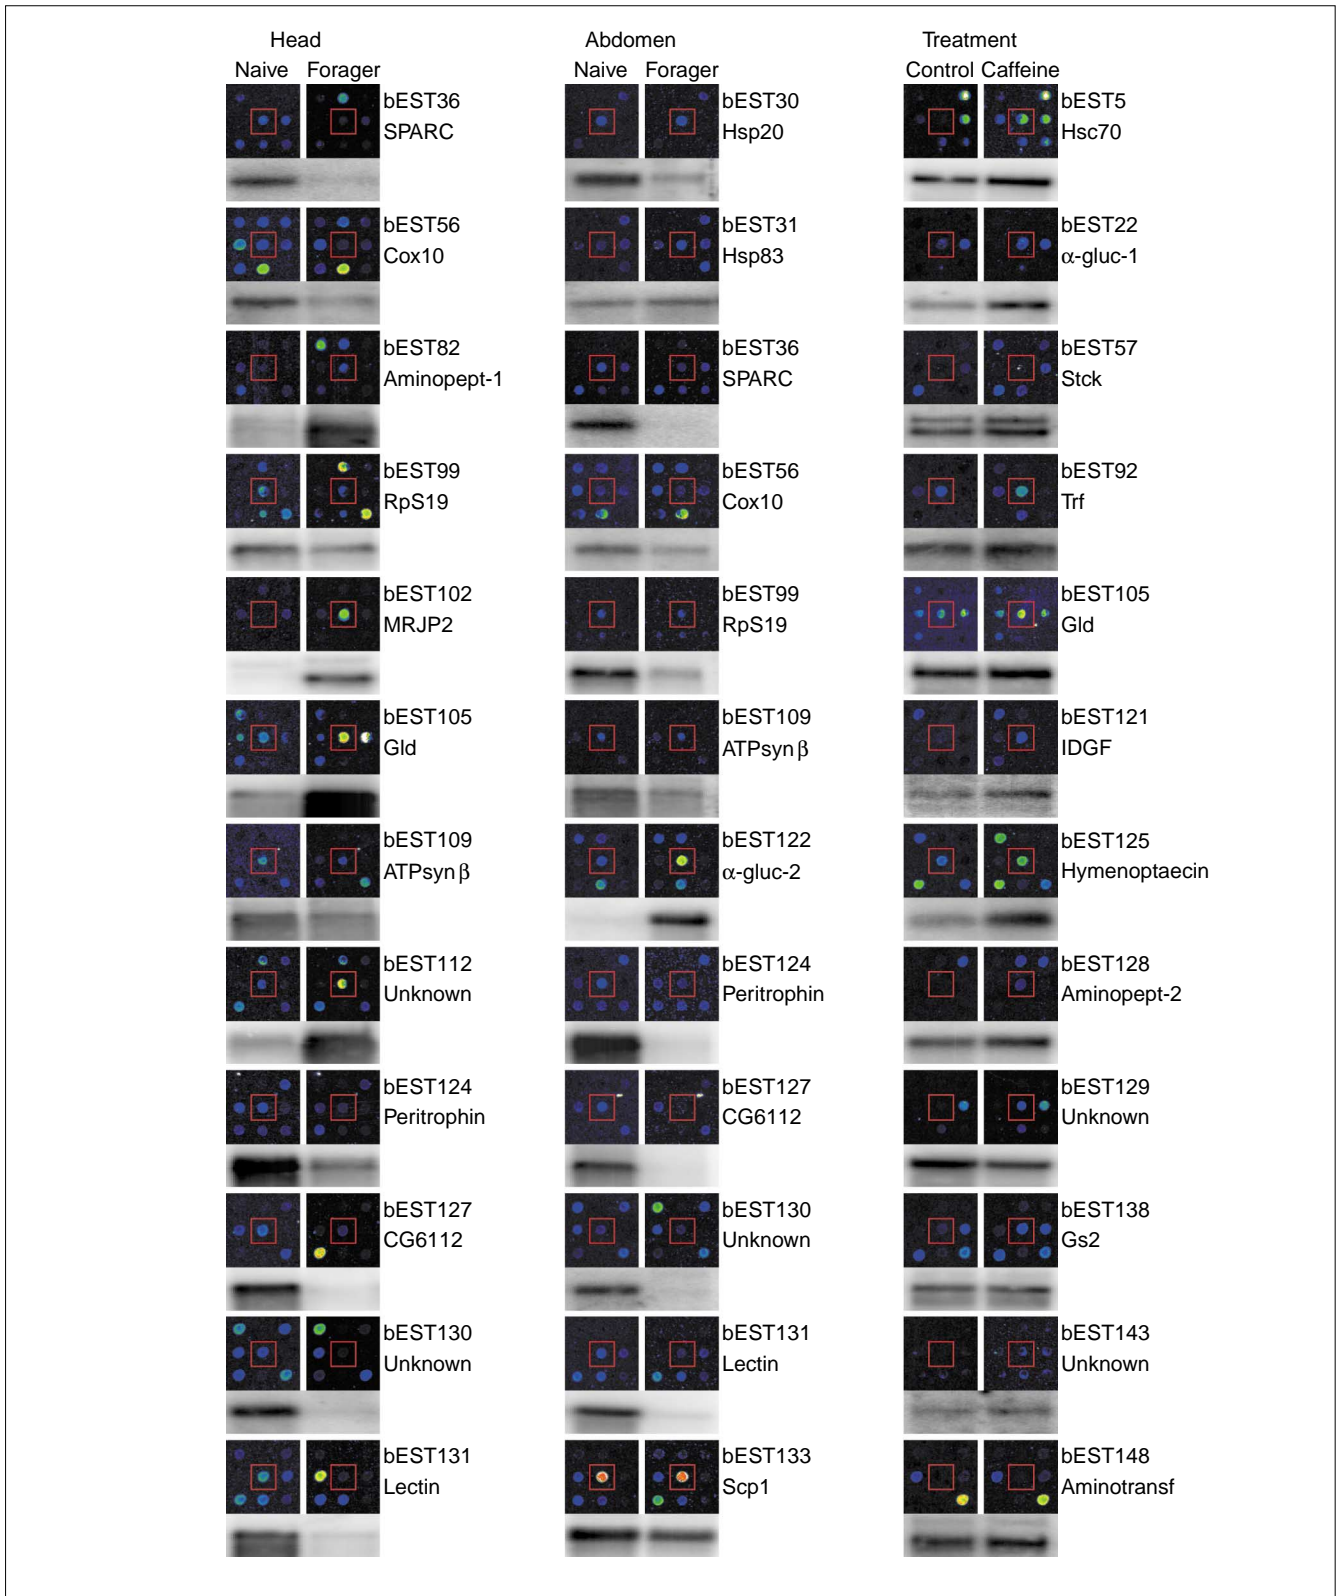 Head
Naive Forager
bEST36
SPARC
bEST56
Cox10
bEST82
Aminopept-1
bEST99
RpS19
bEST102
MRJP2
bEST105
Gld
bEST109
ATPsyn β
bEST112
Unknown
bEST124
Peritrophin
bEST127
CG6112
bEST130
Unknown
bEST131
Lectin
Abdomen
Naive Forager
bEST30
Hsp20
bEST31
Hsp83
bEST36
SPARC
bEST56
Cox10
bEST99
RpS19
bEST109
ATPsyn β
bEST122
α-gluc-2
bEST124
Peritrophin
bEST127
CG6112
bEST130
Unknown
bEST131
Lectin
bEST133
Scp1
Treatment
Control Caffeine
bEST5
Hsc70
bEST22
α-gluc-1
bEST57
Stck
bEST92
Trf
bEST105
Gld
bEST121
IDGF
bEST125
Hymenoptaecin
bEST128
Aminopept-2
bEST129
Unknown
bEST138
Gs2
bEST143
Unknown
bEST148
Aminotransf